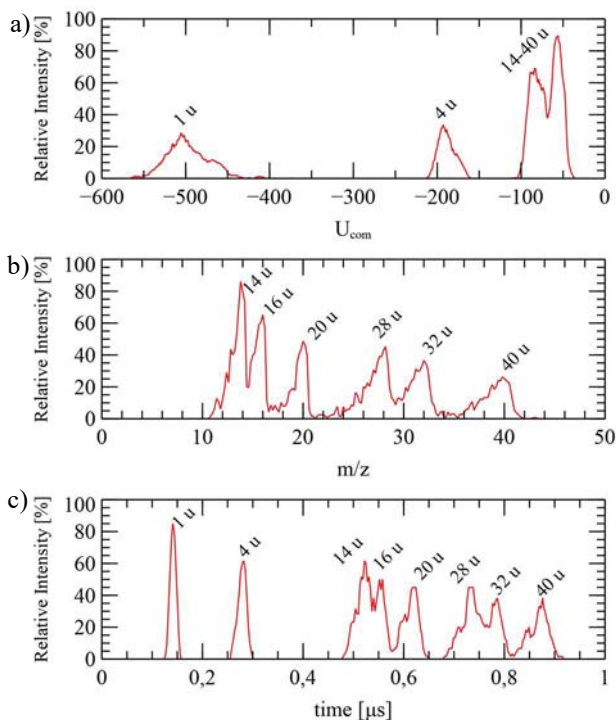 a)
Relative Intensity [%]
100
80
60
40
20
0
1 u
4 u
14-40 u
−600
−500
−400
−300
−200
−100
0
U_com
b)
Relative Intensity [%]
100
80
60
40
20
0
14 u
16 u
20 u
28 u
32 u
40 u
0
10
20
30
40
50
m/z
c)
Relative Intensity [%]
100
80
60
40
20
0
1 u
4 u
14 u
16 u
20 u
28 u
32 u
40 u
0
0,2
0,4
0,6
0,8
1
time [µs]